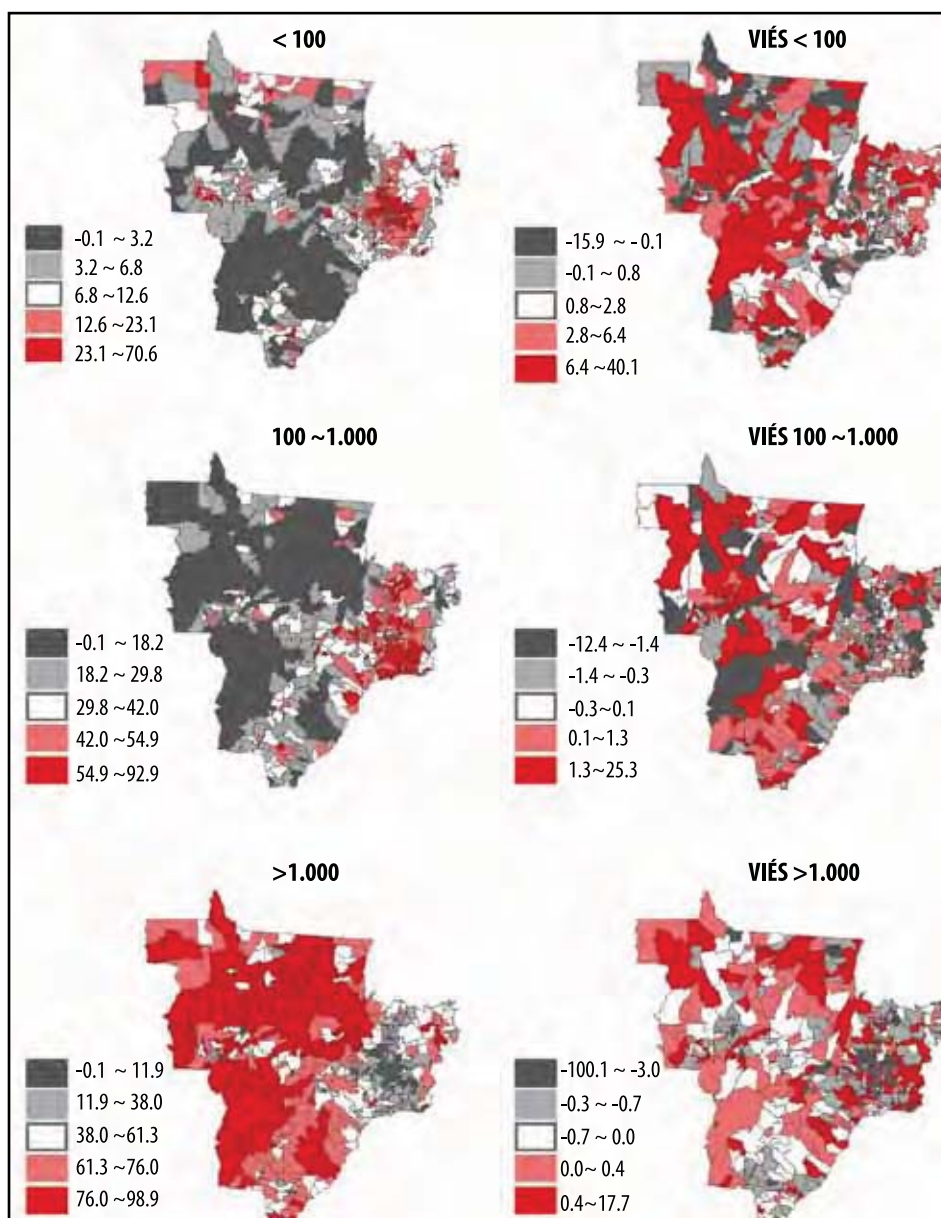 < 100
-0.1 ~ 3.2
3.2 ~ 6.8
6.8 ~ 12.6
12.6 ~ 23.1
23.1 ~ 70.6
VIÉS < 100
-15.9 ~ - 0.1
-0.1 ~ 0.8
0.8~2.8
2.8~6.4
6.4 ~40.1
100 ~1.000
-0.1 ~ 18.2
18.2 ~ 29.8
29.8 ~42.0
42.0 ~54.9
54.9 ~92.9
VIÉS 100 ~1.000
-12.4 ~ -1.4
-1.4 ~ -0.3
-0.3~0.1
0.1~1.3
1.3~25.3
>1.000
-0.1 ~ 11.9
11.9 ~ 38.0
38.0 ~61.3
61.3 ~76.0
76.0 ~98.9
VIÉS >1.000
-100.1 ~ -3.0
-0.3 ~ -0.7
-0.7 ~ 0.0
0.0~ 0.4
0.4~17.7